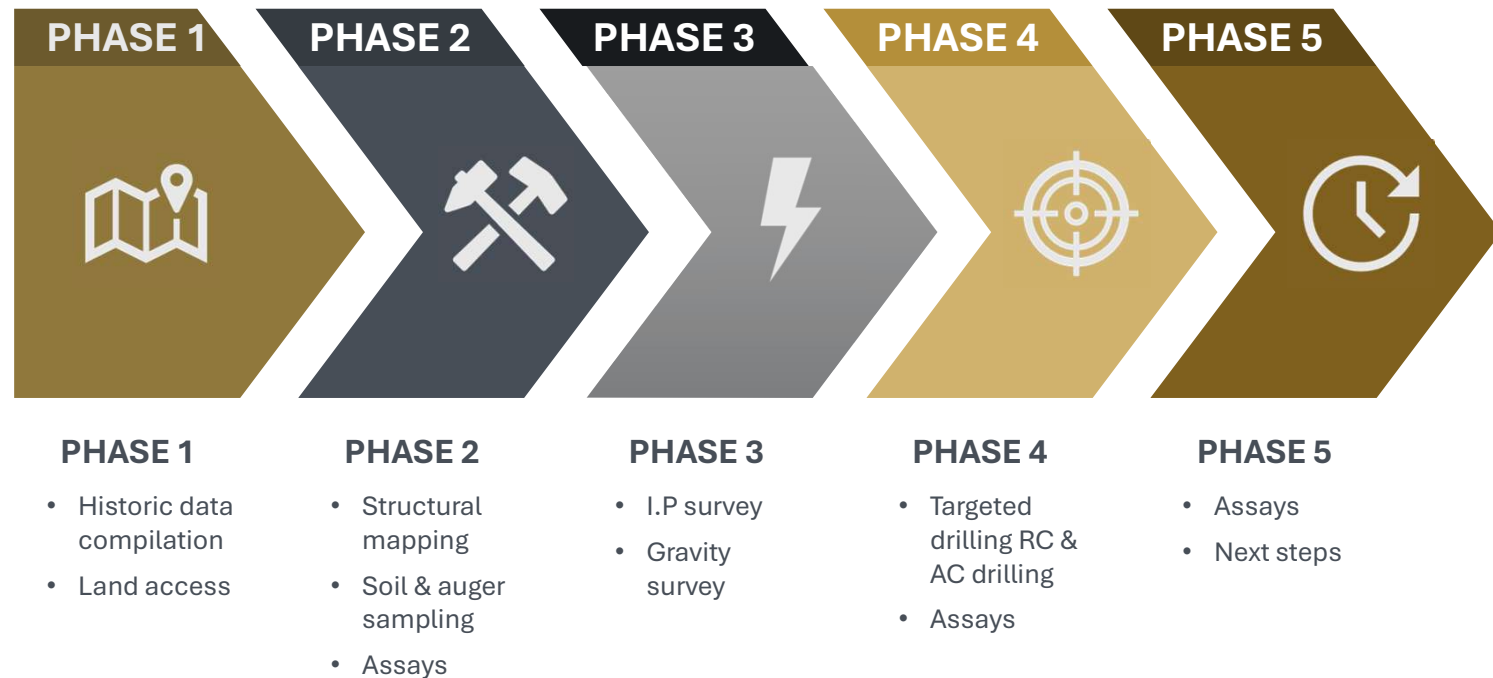 PHASE 1
PHASE 2
PHASE 3
PHASE 4
PHASE 5
PHASE 1
• Historic data
compilation
• Land access
PHASE 2
• Structural
mapping
• Soil & auger
sampling
• Assays
PHASE 3
• I.P survey
• Gravity
survey
PHASE 4
• Targeted
drilling RC &
AC drilling
• Assays
PHASE 5
• Assays
• Next steps